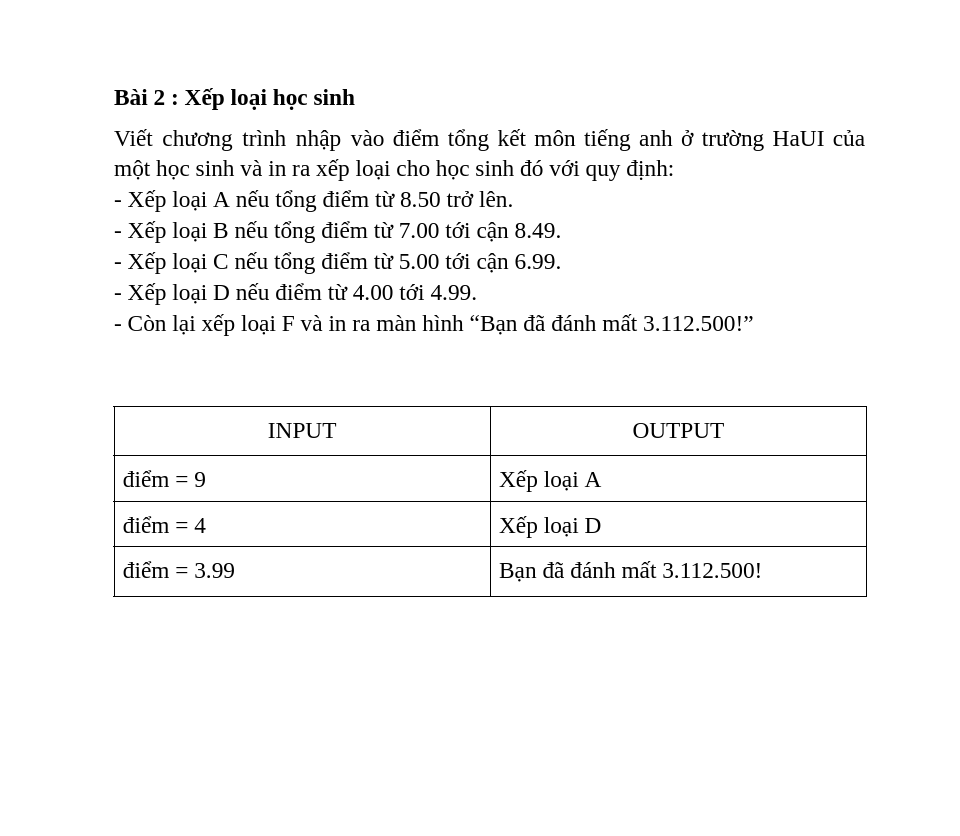 Bài 2 : Xếp loại học sinh
Viết chương trình nhập vào điểm tổng kết môn tiếng anh ở trường HaUI của
một học sinh và in ra xếp loại cho học sinh đó với quy định:
- Xếp loại A nếu tổng điểm từ 8.50 trở lên.
- Xếp loại B nếu tổng điểm từ 7.00 tới cận 8.49.
- Xếp loại C nếu tổng điểm từ 5.00 tới cận 6.99.
- Xếp loại D nếu điểm từ 4.00 tới 4.99.
- Còn lại xếp loại F và in ra màn hình “Bạn đã đánh mất 3.112.500!”
INPUT OUTPUT
điểm = 9 Xếp loại A
điểm = 4 Xếp loại D
điểm = 3.99 Bạn đã đánh mất 3.112.500!